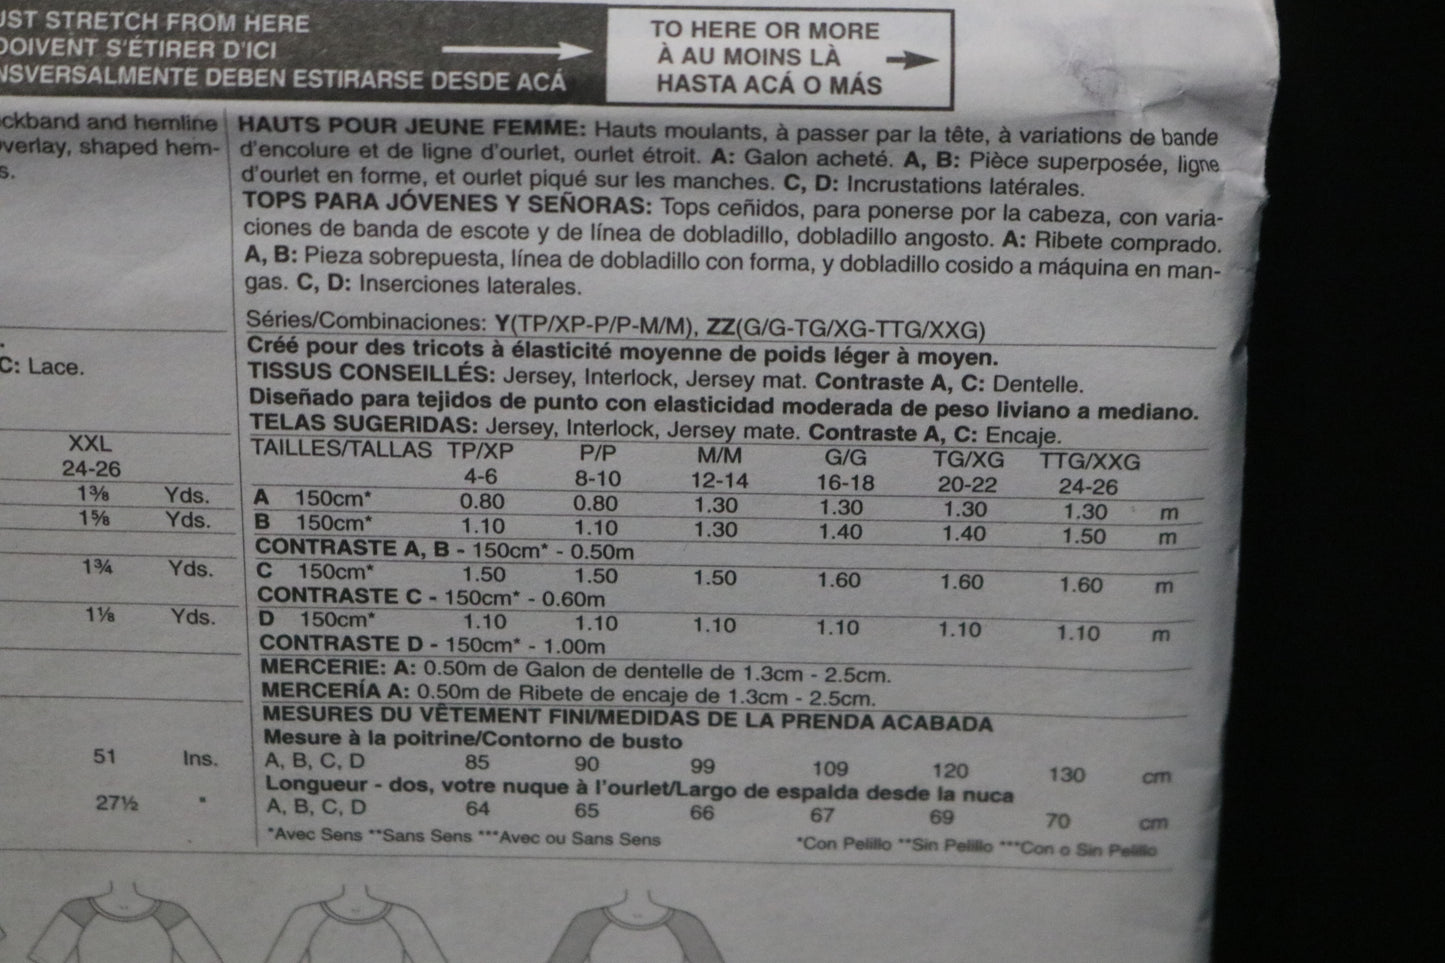 UST STRETCH FROM HERE
DOIVENT S'ÉTIRER D'ICI
NSVERSALMENTE DEBEN ESTIRARSE DESDE ACÁ
TO HERE OR MORE
À AU MOINS LÀ
HASTA ACÁ O MÁS
ckband and hemline
verlay, shaped hem-
s.
C: Lace.
XXL
24-26
1⅜ Yds.
1⅝ Yds.
1¾ Yds.
1⅛ Yds.
51 Ins.
27½ "
HAUTS POUR JEUNE FEMME: Hauts moulants, à passer par la tête, à variations de bande
d'encolure et de ligne d'ourlet, ourlet étroit. A: Galon acheté. A, B: Pièce superposée, ligne
d'ourlet en forme, et ourlet piqué sur les manches. C, D: Incrustations latérales.
TOPS PARA JÓVENES Y SEÑORAS: Tops ceñidos, para ponerse por la cabeza, con varia-
ciones de banda de escote y de línea de dobladillo, dobladillo angosto. A: Ribete comprado.
A, B: Pieza sobrepuesta, línea de dobladillo con forma, y dobladillo cosido a máquina en man-
gas. C, D: Inserciones laterales.
Séries/Combinaciones: Y(TP/XP-P/P-M/M), ZZ(G/G-TG/XG-TTG/XXG)
Créé pour des tricots à élasticité moyenne de poids léger à moyen.
TISSUS CONSEILLÉS: Jersey, Interlock, Jersey mat. Contraste A, C: Dentelle.
Diseñado para tejidos de punto con elasticidad moderada de peso liviano a mediano.
TELAS SUGERIDAS: Jersey, Interlock, Jersey mate. Contraste A, C: Encaje.
TAILLES/TALLAS TP/XP P/P M/M G/G TG/XG TTG/XXG
4-6 8-10 12-14 16-18 20-22 24-26
A 150cm* 0.80 0.80 1.30 1.30 1.30 1.30 m
B 150cm* 1.10 1.10 1.30 1.40 1.40 1.50 m
CONTRASTE A, B - 150cm* - 0.50m
C 150cm* 1.50 1.50 1.50 1.60 1.60 1.60 m
CONTRASTE C - 150cm* - 0.60m
D 150cm* 1.10 1.10 1.10 1.10 1.10 1.10 m
CONTRASTE D - 150cm* - 1.00m
MERCERIE: A: 0.50m de Galon de dentelle de 1.3cm - 2.5cm.
MERCERÍA A: 0.50m de Ribete de encaje de 1.3cm - 2.5cm.
MESURES DU VÊTEMENT FINI/MEDIDAS DE LA PRENDA ACABADA
Mesure à la poitrine/Contorno de busto
A, B, C, D 85 90 99 109 120 130 cm
Longueur - dos, votre nuque à l'ourlet/Largo de espalda desde la nuca
A, B, C, D 64 65 66 67 69 70 cm
*Avec Sens **Sans Sens ***Avec ou Sans Sens
*Con Pelillo **Sin Pelillo ***Con o Sin Pelillo